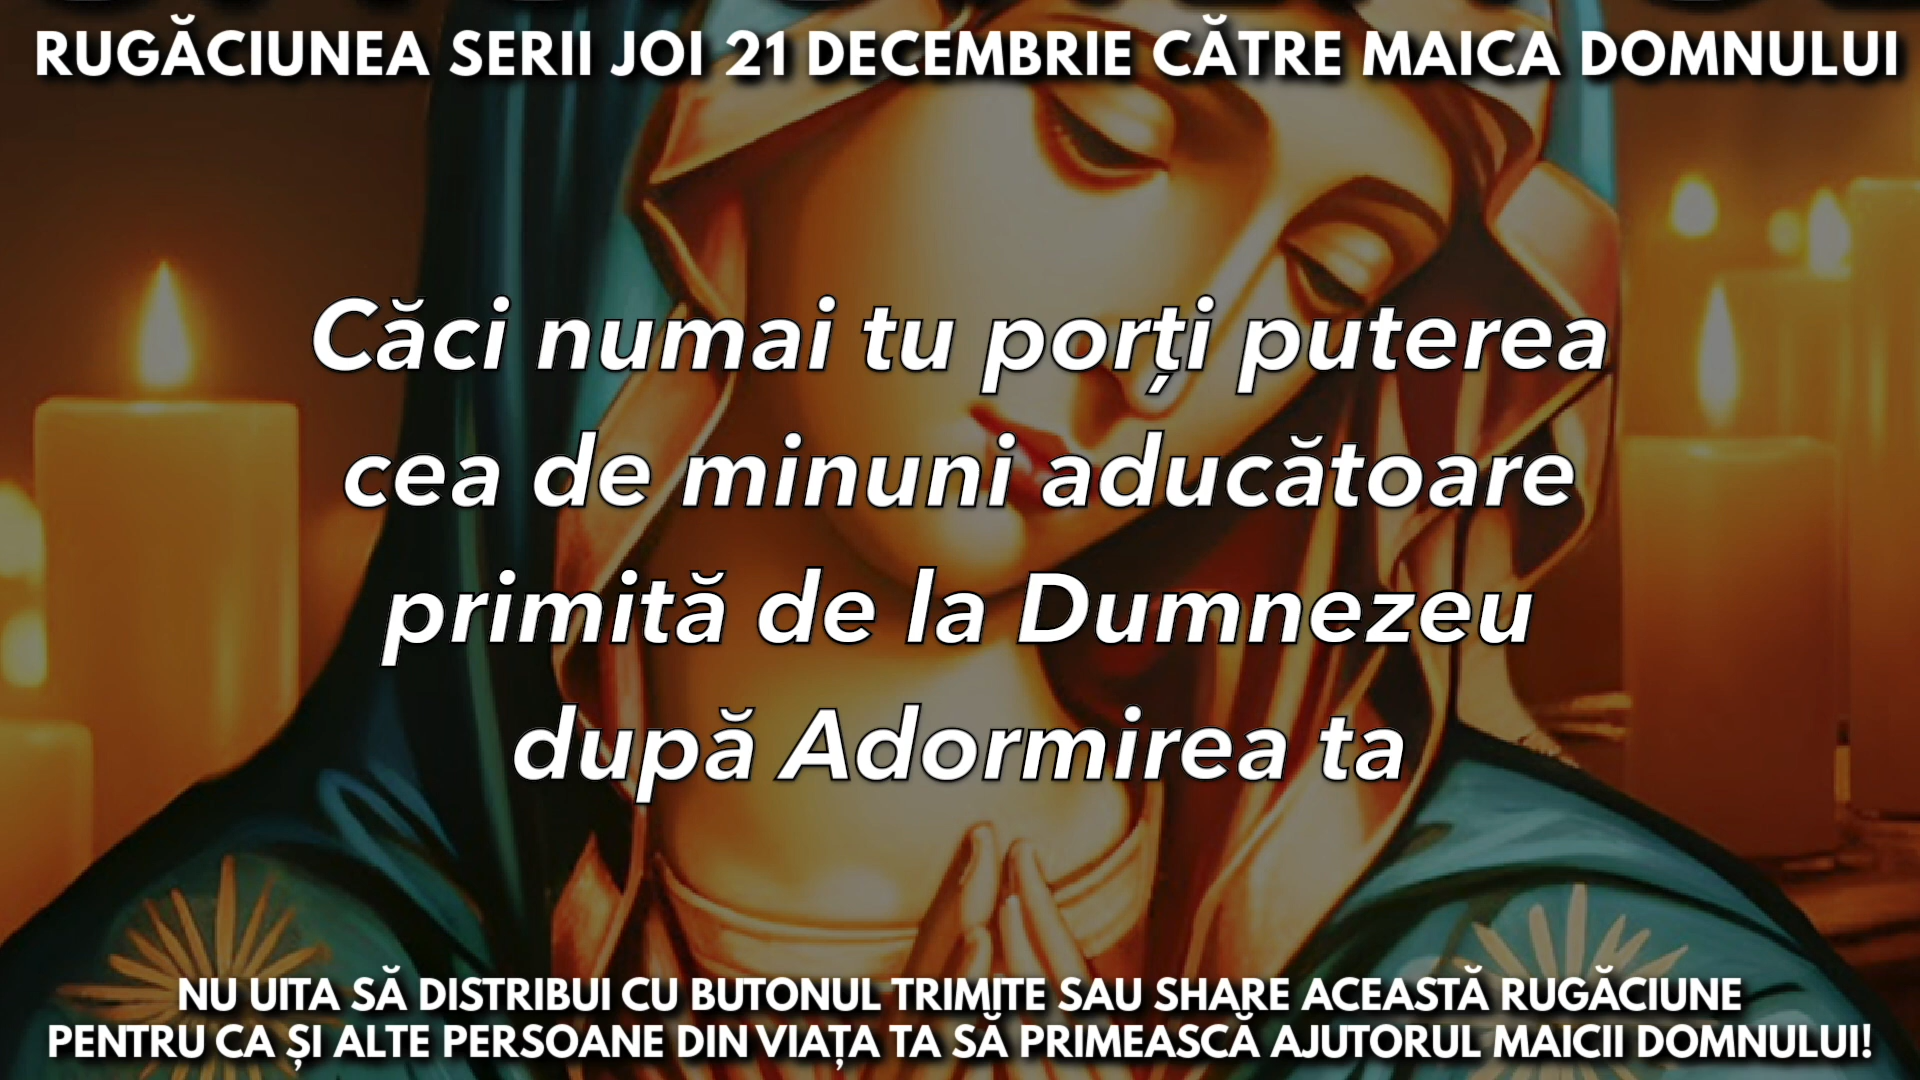 RUGĂCIUNEA SERII JOI 21 DECEMBRIE CĂTRE MAICA DOMNULUI
Căci numai tu porți puterea
cea de minuni aducătoare
primită de la Dumnezeu
după Adormirea ta
NU UITA SĂ DISTRIBUI CU BUTONUL TRIMITE SAU SHARE ACEASTĂ RUGĂCIUNE
PENTRU CA ȘI ALTE PERSOANE DIN VIAȚA TA SĂ PRIMEASCĂ AJUTORUL MAICII DOMNULUI!